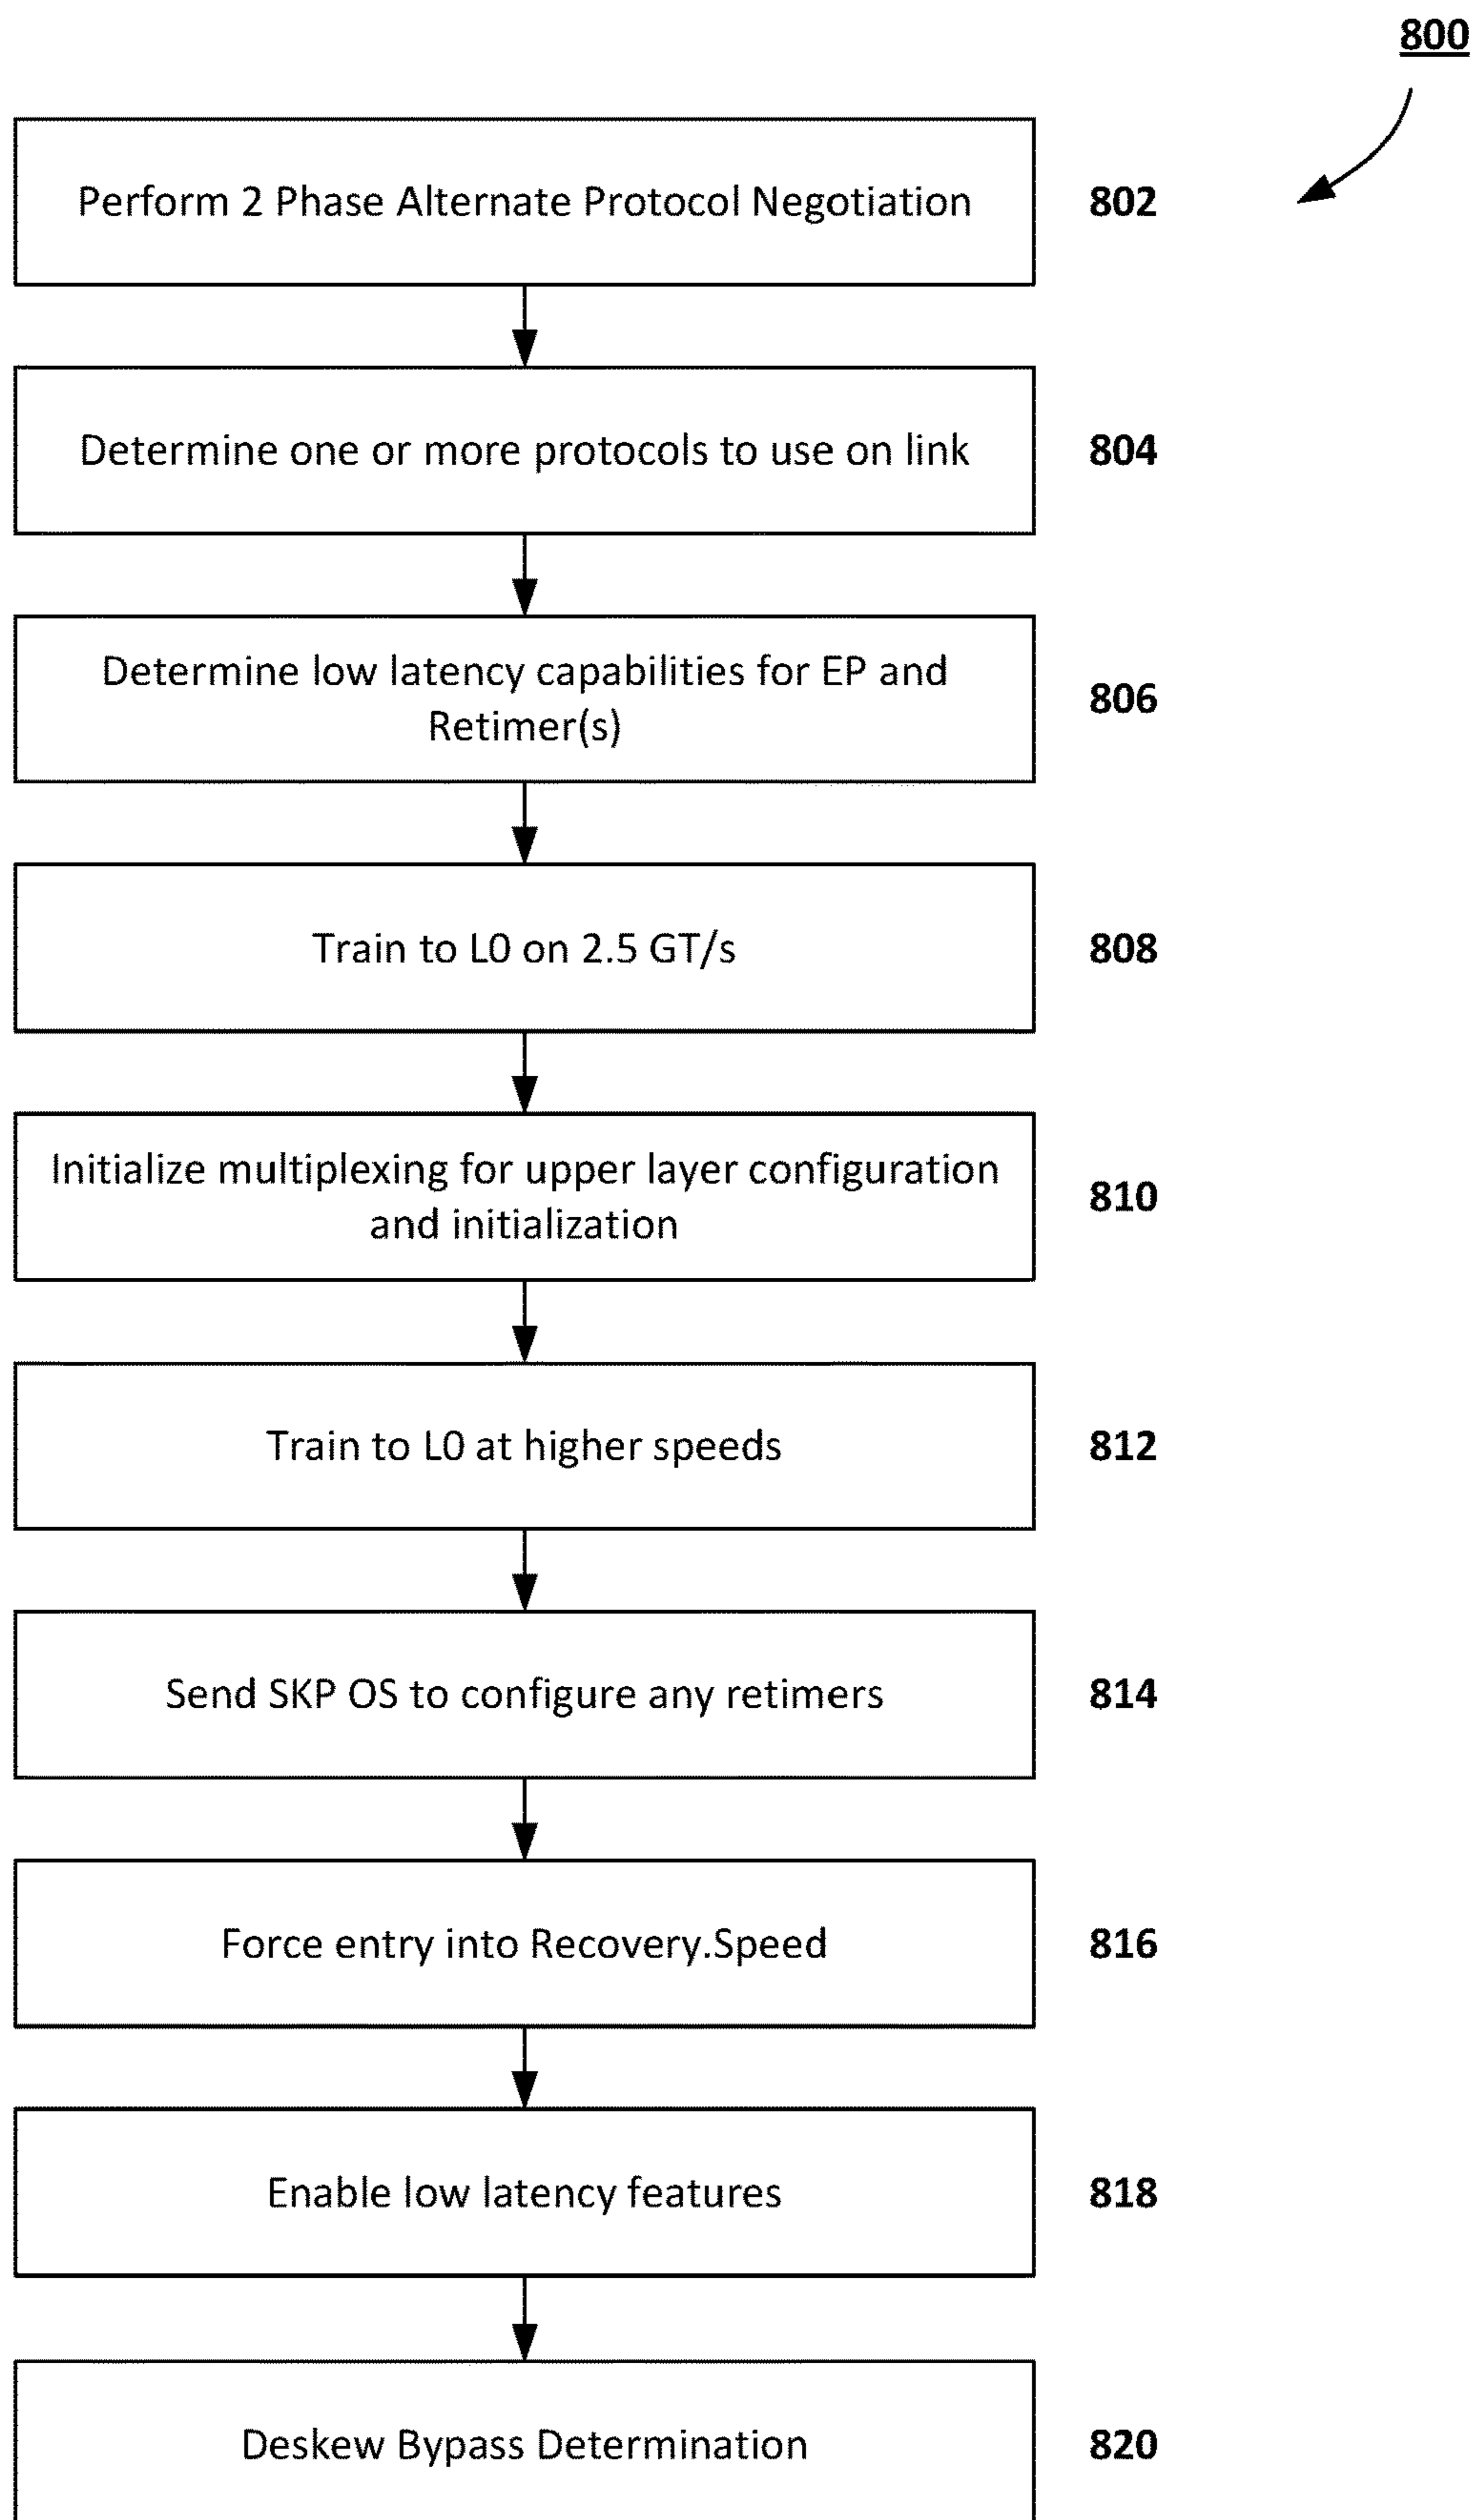 800
Perform 2 Phase Alternate Protocol Negotiation
802
Determine one or more protocols to use on link
804
Determine low latency capabilities for EP and
Retimer(s)
806
Train to L0 on 2.5 GT/s
808
Initialize multiplexing for upper layer configuration
and initialization
810
Train to L0 at higher speeds
812
Send SKP OS to configure any retimers
814
Force entry into Recovery.Speed
816
Enable low latency features
818
Deskew Bypass Determination
820